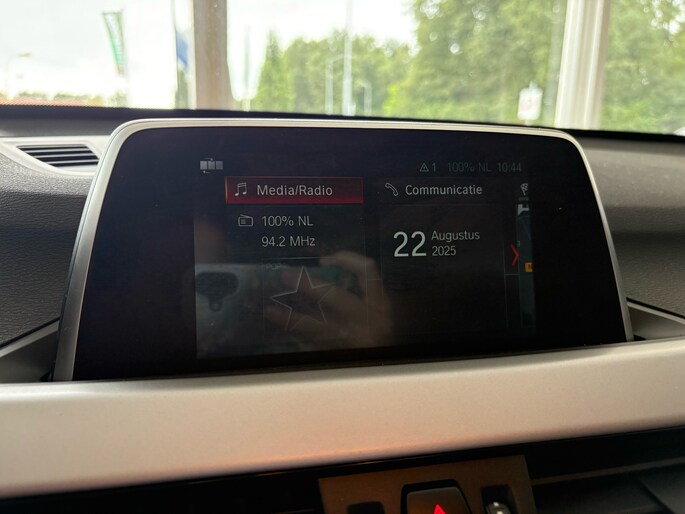 1 100% NL 10:44
Media/Radio
Communicatie
100% NL
94.2 MHz
22 Augustus
2025